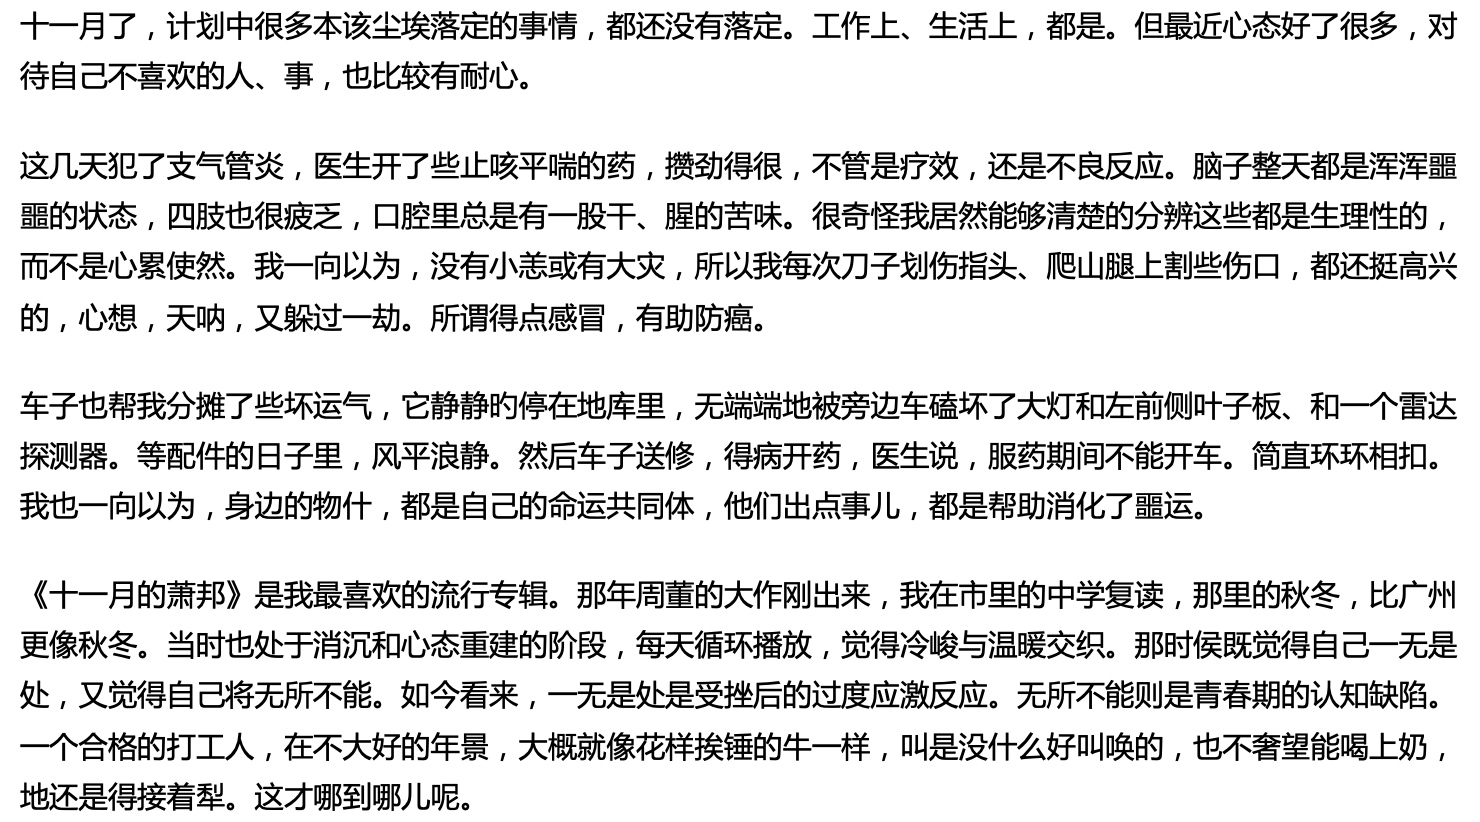 十一月了，计划中很多本该尘埃落定的事情，都还没有落定。工作上、生活上，都是。但最近心态好了很多，对
待自己不喜欢的人、事，也比较有耐心。
这几天犯了支气管炎，医生开了些止咳平喘的药，攒劲得很，不管是疗效，还是不良反应。脑子整天都是浑浑噩
噩的状态，四肢也很疲乏，口腔里总是有一股干、腥的苦味。很奇怪我居然能够清楚的分辨这些都是生理性的，
而不是心累使然。我一向以为，没有小恙或有大灾，所以我每次刀子划伤指头、爬山腿上割些伤口，都还挺高兴
的，心想，天呐，又躲过一劫。所谓得点感冒，有助防癌。
车子也帮我分摊了些坏运气，它静静旳停在地库里，无端端地被旁边车磕坏了大灯和左前侧叶子板、和一个雷达
探测器。等配件的日子里，风平浪静。然后车子送修，得病开药，医生说，服药期间不能开车。简直环环相扣。
我也一向以为，身边的物什，都是自己的命运共同体，他们出点事儿，都是帮助消化了噩运。
《十一月的萧邦》是我最喜欢的流行专辑。那年周董的大作刚出来，我在市里的中学复读，那里的秋冬，比广州
更像秋冬。当时也处于消沉和心态重建的阶段，每天循环播放，觉得冷峻与温暖交织。那时侯既觉得自己一无是
处，又觉得自己将无所不能。如今看来，一无是处是受挫后的过度应激反应。无所不能则是青春期的认知缺陷。
一个合格的打工人，在不大好的年景，大概就像花样挨锤的牛一样，叫是没什么好叫唤的，也不奢望能喝上奶，
地还是得接着犁。这才哪到哪儿呢。